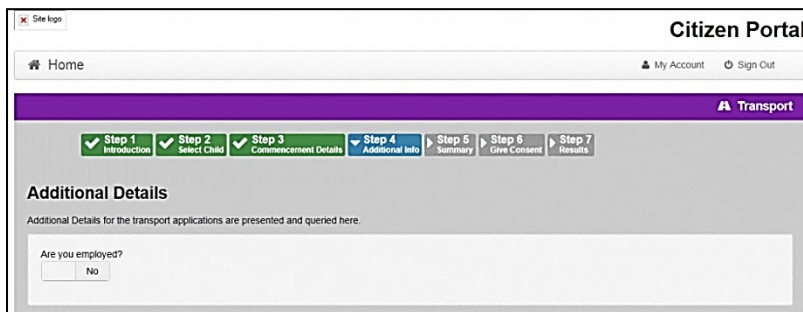 Site logo
Citizen Portal
Home
My Account
Sign Out
Transport
Step 1
Introduction
Step 2
Select Child
Step 3
Commencement Details
Step 4
Additional Info
Step 5
Summary
Step 6
Give Consent
Step 7
Results
Additional Details
Additional Details for the transport applications are presented and queried here.
Are you employed?
No